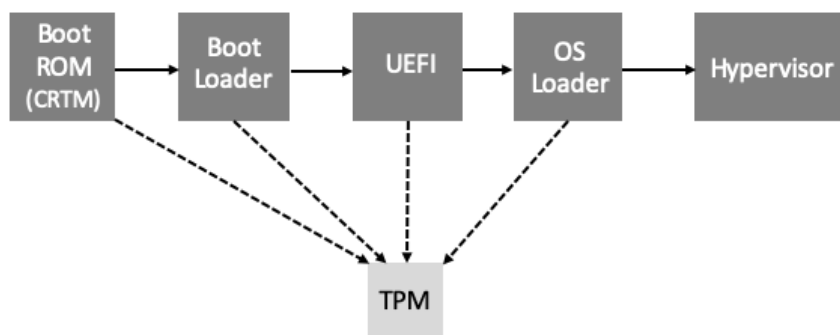 Boot
ROM
(CRTM)
Boot
Loader
UEFI
OS
Loader
Hypervisor
TPM